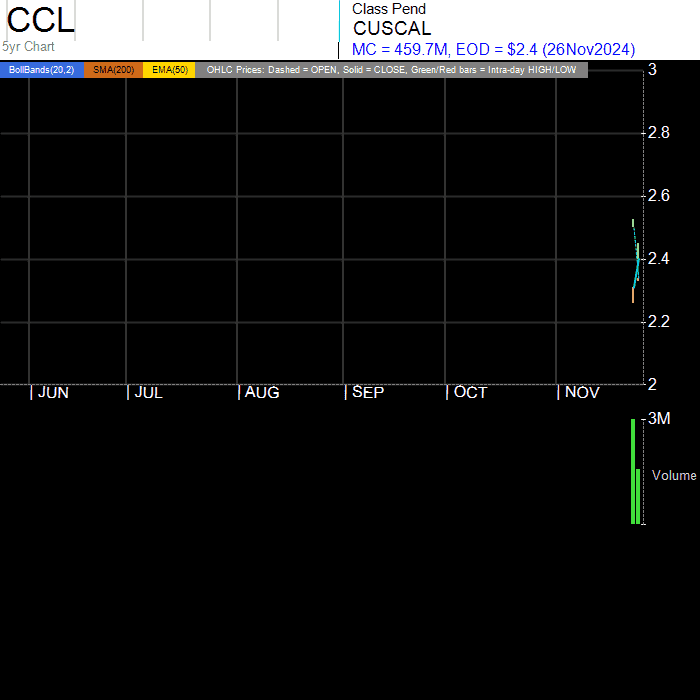 CCL
5yr Chart
Class Pend
CUSCAL
MC = 459.7M, EOD = $2.4 (26Nov2024)
BollBands(20,2) SMA(200) EMA(50) OHLC Prices: Dashed = OPEN, Solid = CLOSE, Green/Red bars = Intra-day HIGH/LOW
3
2.8
2.6
2.4
2.2
2
| JUN | JUL | AUG | SEP | OCT | NOV
3M
Volume